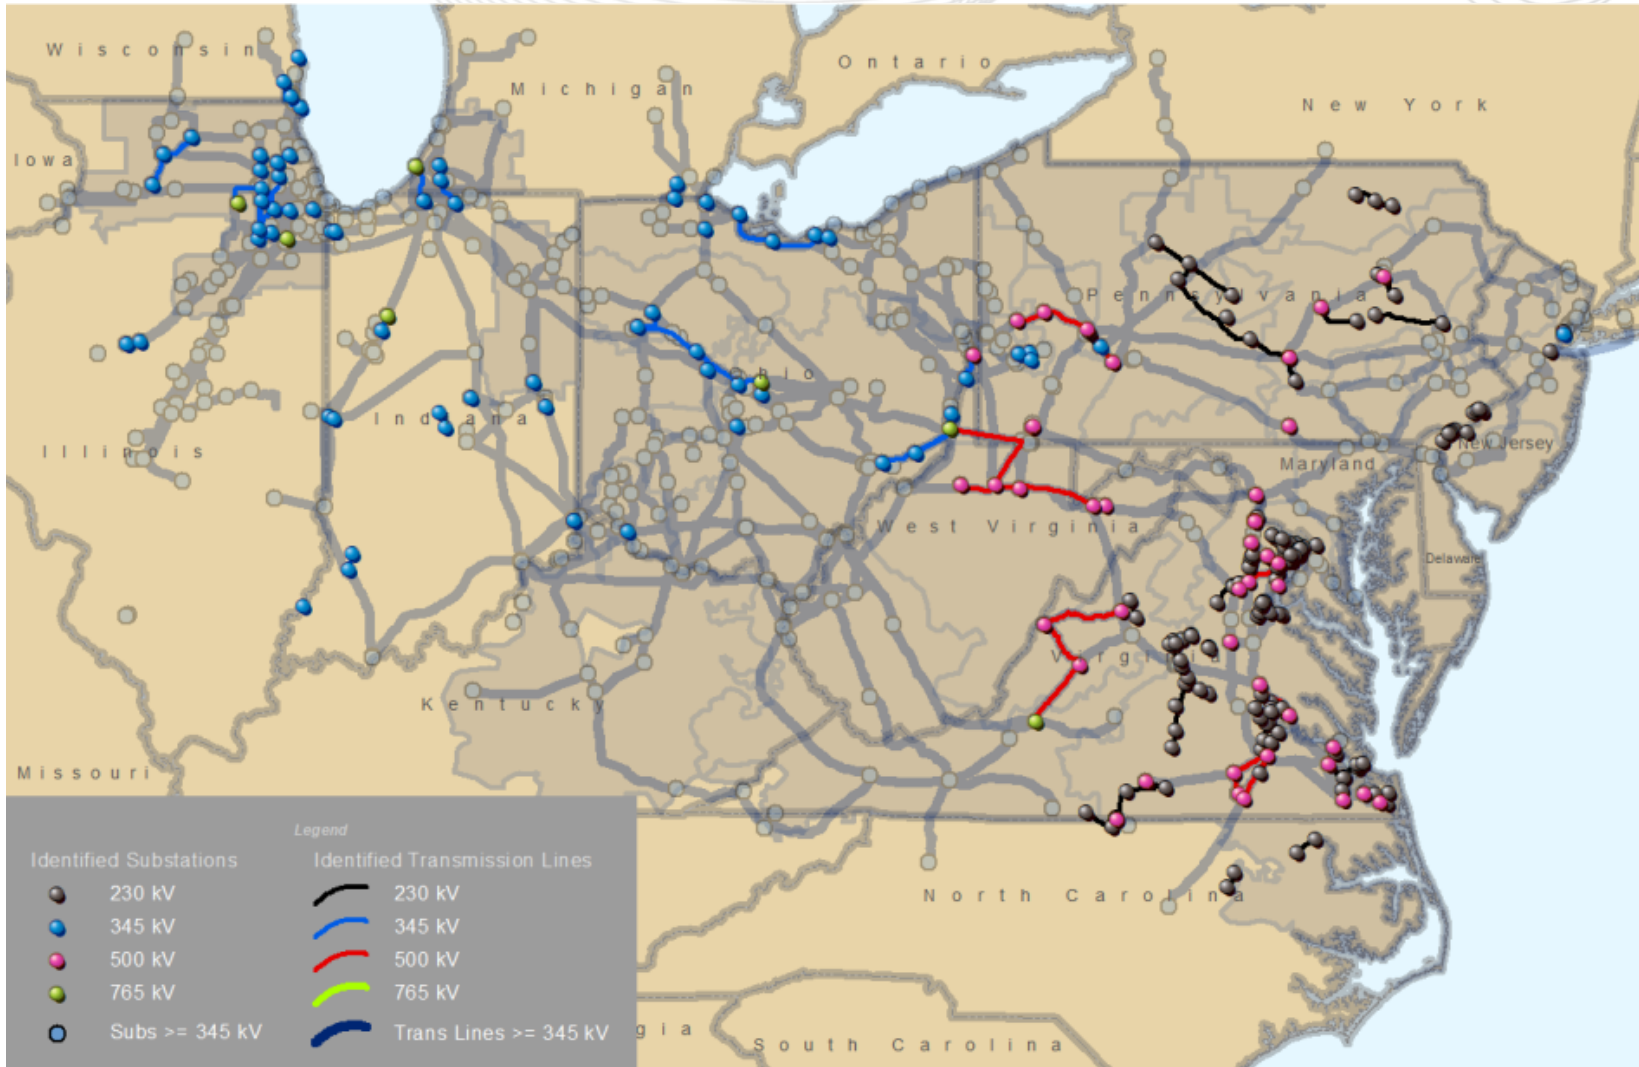 Wisconsin
Michigan
Ontario
New York
Iowa
Pennsylvania
Ohio
Indiana
Illinois
New Jersey
Maryland
West Virginia
Delaware
Virginia
Kentucky
Missouri
North Carolina
gia
South Carolina
Legend
Identified Substations
230 kV
345 kV
500 kV
765 kV
Subs >= 345 kV
Identified Transmission Lines
230 kV
345 kV
500 kV
765 kV
Trans Lines >= 345 kV